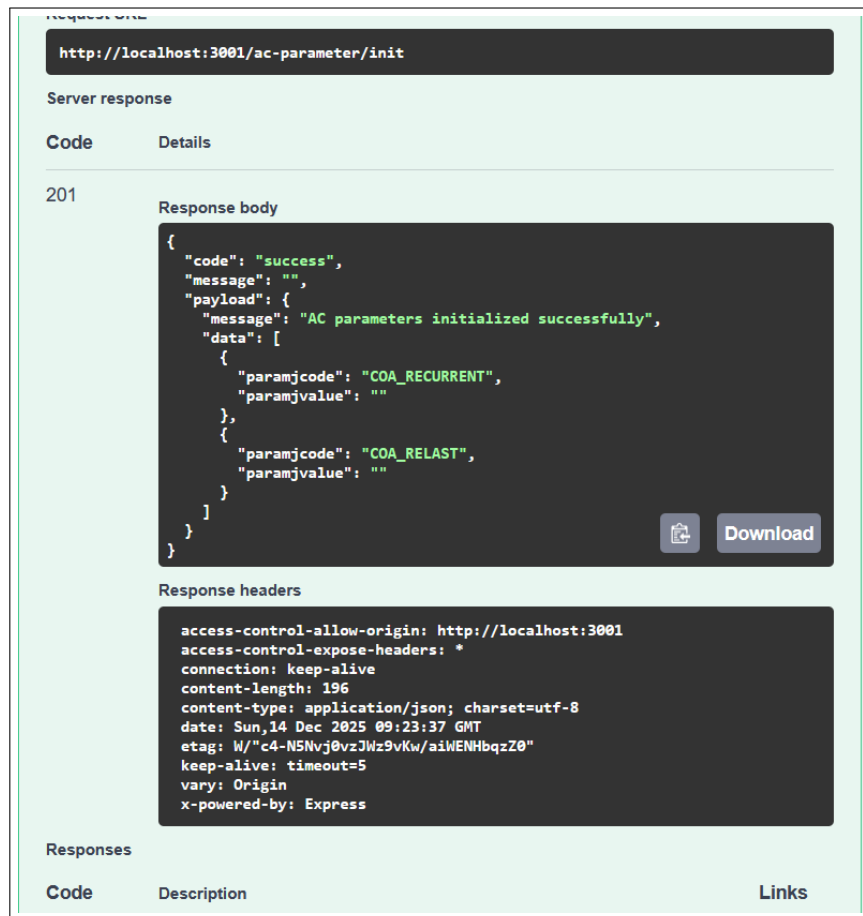 Request URL
http://localhost:3001/ac-parameter/init
Server response
Code Details
201
Response body
{
  "code": "success",
  "message": "",
  "payload": {
    "message": "AC parameters initialized successfully",
    "data": [
      {
        "paramjcode": "COA_RECURRENT",
        "paramjvalue": ""
      },
      {
        "paramjcode": "COA_RELAST",
        "paramjvalue": ""
      }
    ]
  }
}
Download
Response headers
access-control-allow-origin: http://localhost:3001
access-control-expose-headers: *
connection: keep-alive
content-length: 196
content-type: application/json; charset=utf-8
date: Sun,14 Dec 2025 09:23:37 GMT
etag: W/"c4-N5Nvj0vzJWz9vKw/aiWENHbqzZ0"
keep-alive: timeout=5
vary: Origin
x-powered-by: Express
Responses
Code Description Links